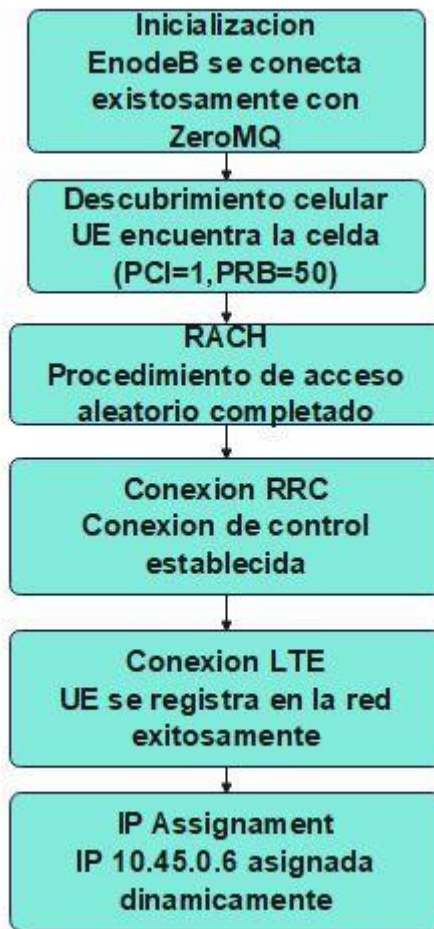 Inicializacion
EnodeB se conecta
existosamente con
ZeroMQ
Descubrimiento celular
UE encuentra la celda
(PCI=1,PRB=50)
RACH
Procedimiento de acceso
aleatorio completado
Conexion RRC
Conexion de control
establecida
Conexion LTE
UE se registra en la red
exitosamente
IP Assignament
IP 10.45.0.6 asignada
dinamicamente